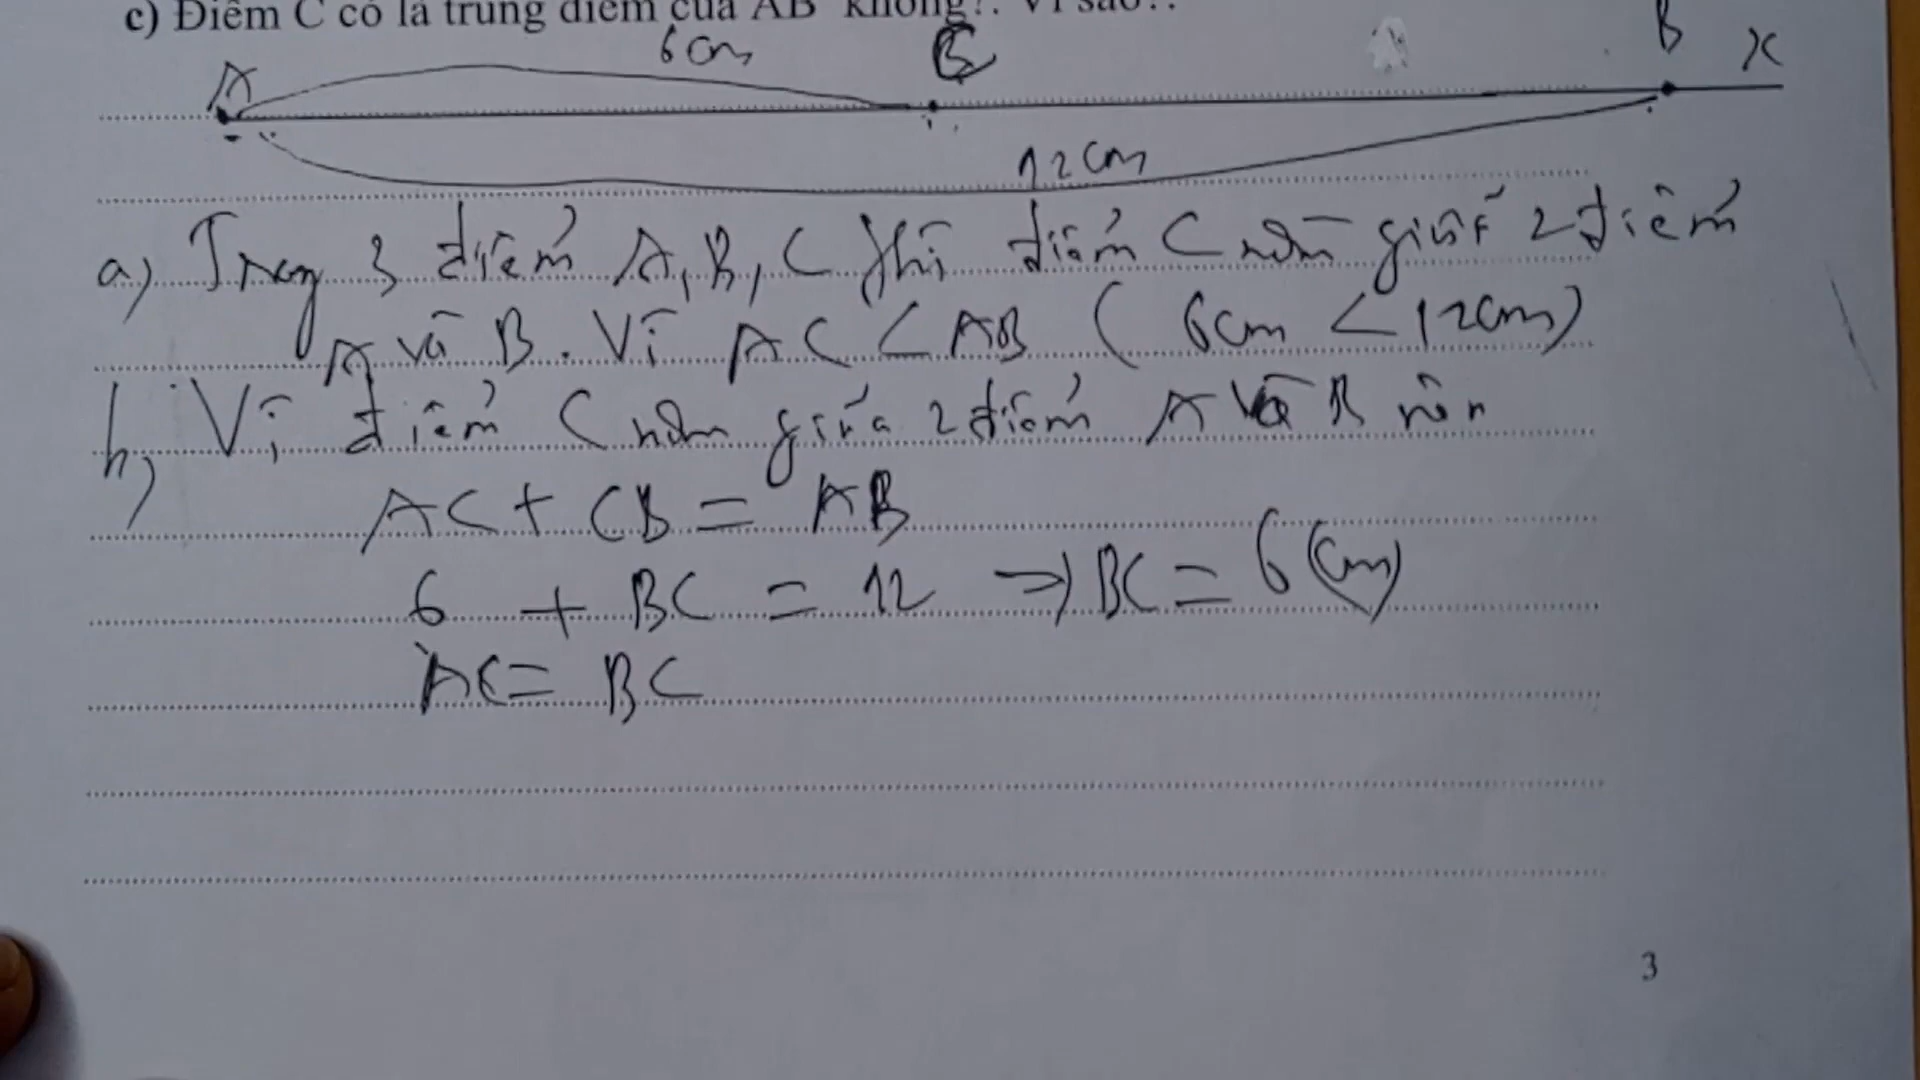 c) Điểm C có là trung điểm của AB không?. Vì sao?.
6cm C B x
A
12cm
a) Trong 3 điểm A, B, C thì điểm C nằm giữa 2 điểm
A và B. Vì AC < AB ( 6cm < 12cm)
b) Vì điểm C nằm giữa 2 điểm A và B nên
AC + CB = AB
6 + BC = 12 => BC = 6 (cm)
AC = BC
3